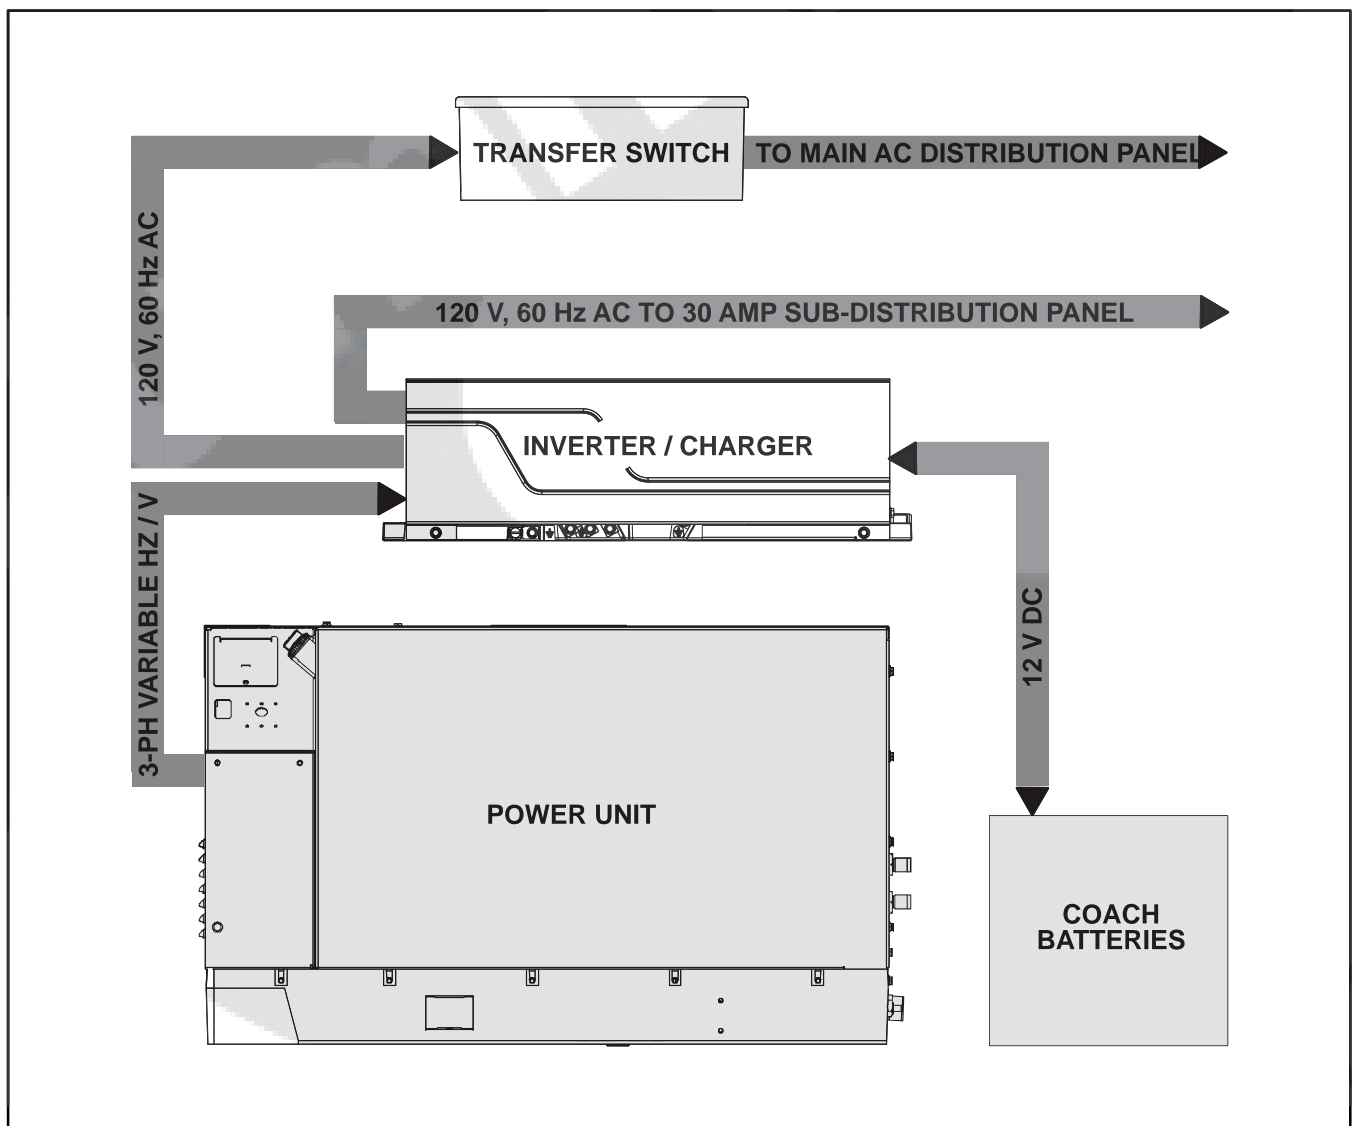 TRANSFER SWITCH
TO MAIN AC DISTRIBUTION PANEL
120 V, 60 Hz AC
120 V, 60 Hz AC TO 30 AMP SUB-DISTRIBUTION PANEL
INVERTER / CHARGER
3-PH VARIABLE HZ / V
12 V DC
POWER UNIT
COACH
BATTERIES